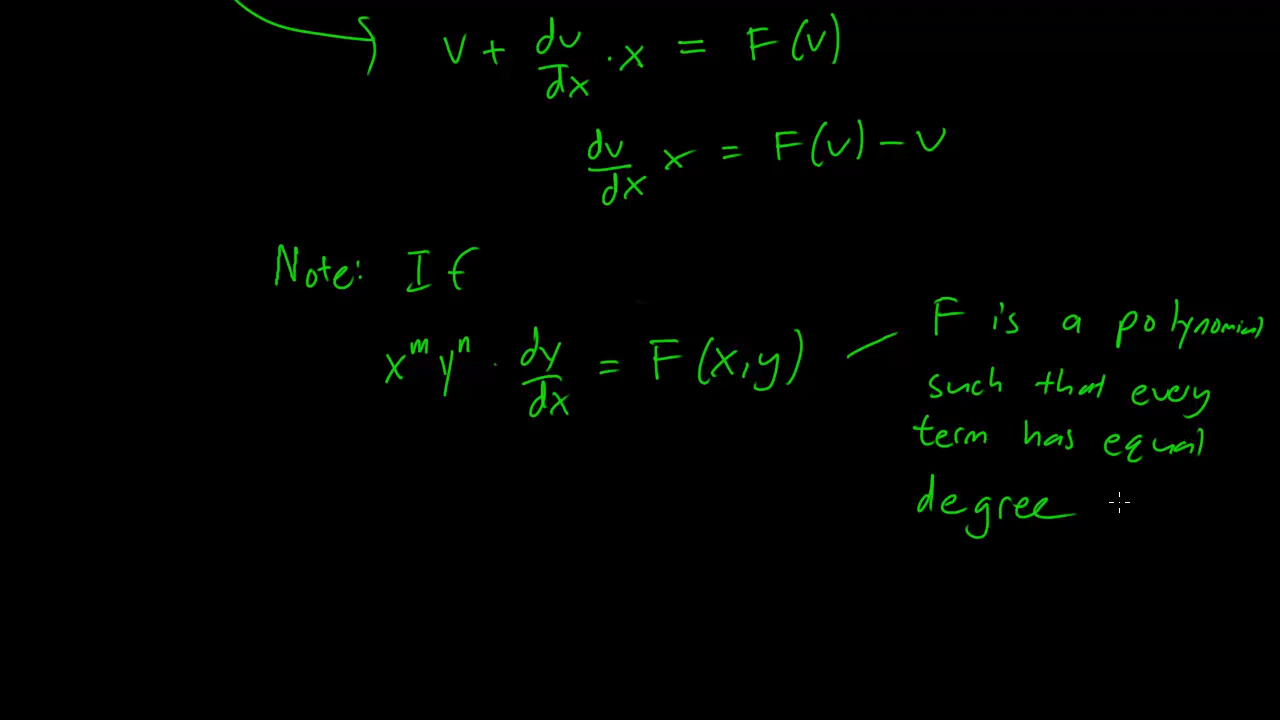 v + dv/dx · x = F(v)
dv/dx x = F(v) - v
Note: If
x^m y^n · dy/dx = F(x,y)
F is a polynomial
such that every
term has equal
degree